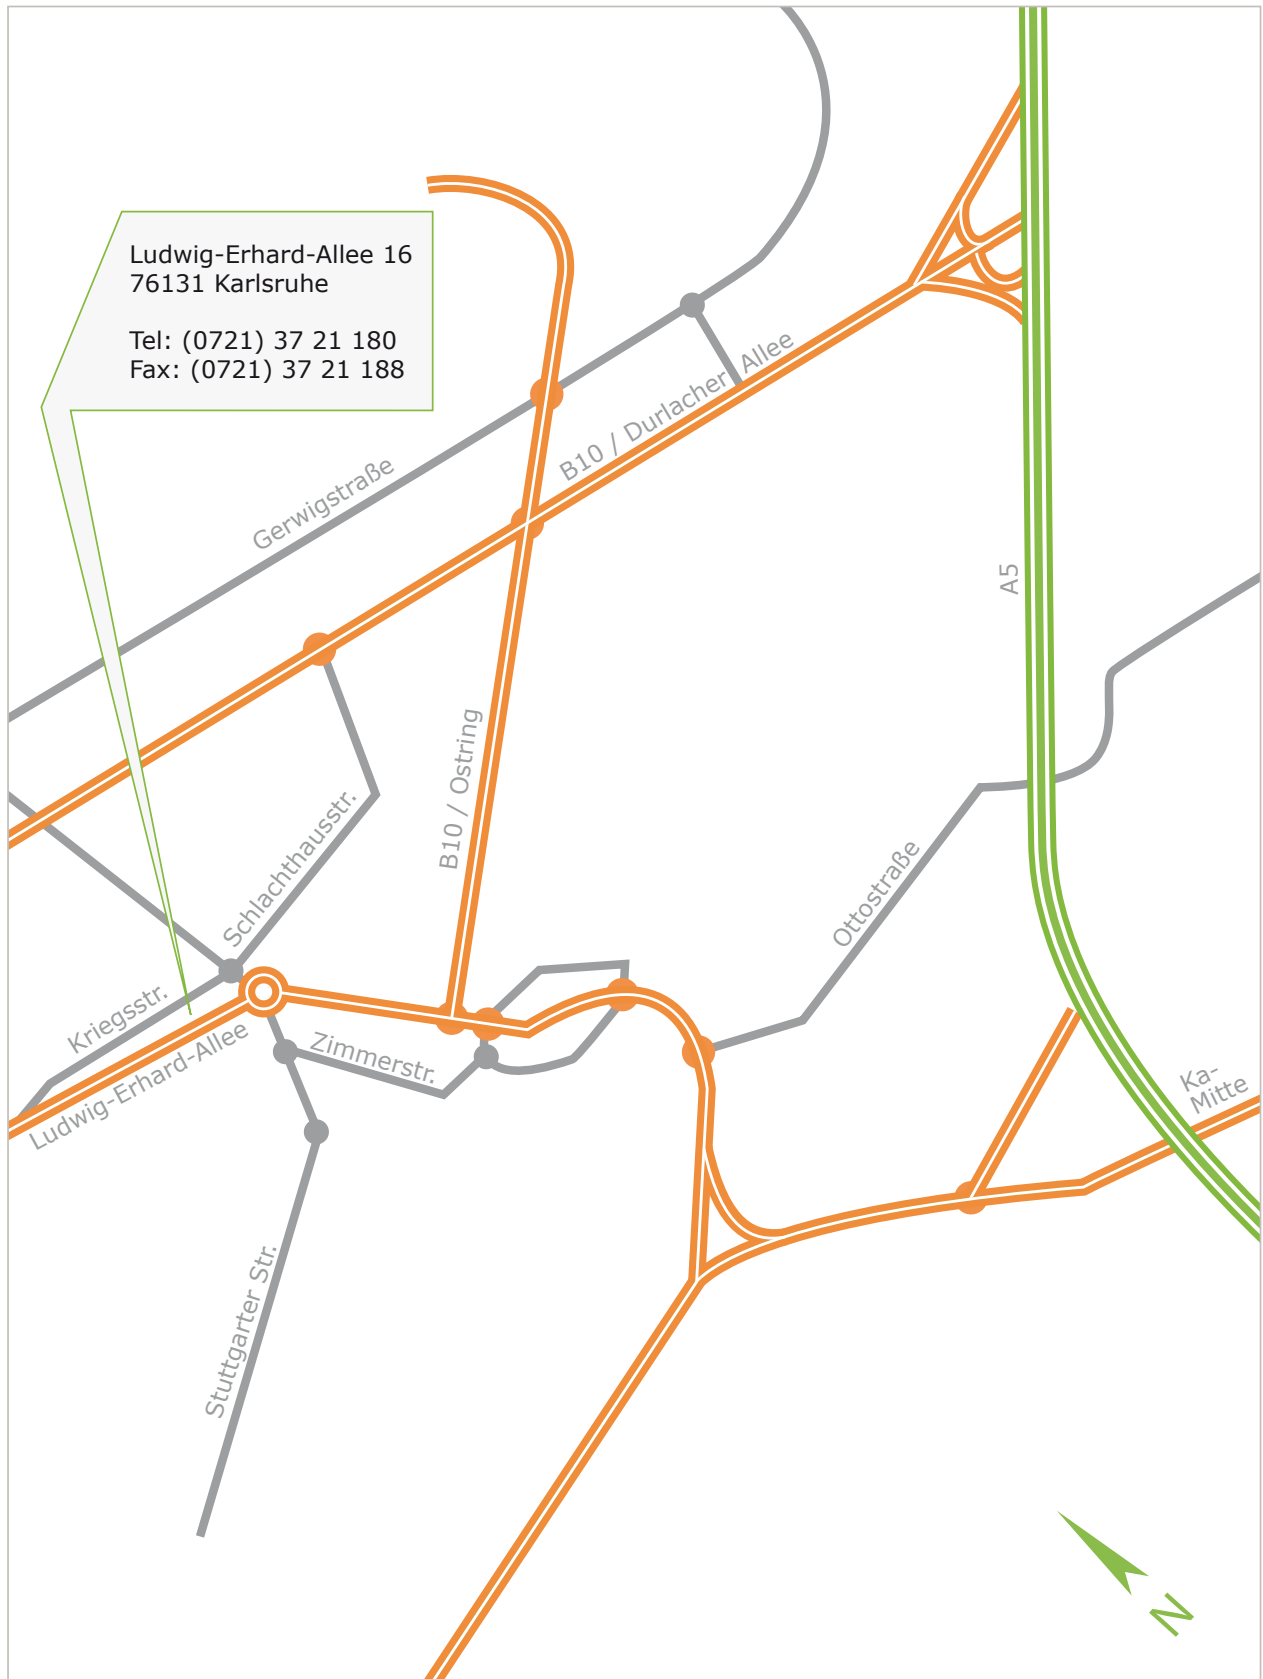 Ludwig-Erhard-Allee 16
76131 Karlsruhe
Tel: (0721) 37 21 180
Fax: (0721) 37 21 188
B10 / Durlacher Allee
Gerwigstraße
A5
B10 / Ostring
Schlachthausstr.
Ottostraße
Kriegsstr.
Ludwig-Erhard-Allee
Zimmerstr.
Ka-
Mitte
Stuttgarter Str.
N